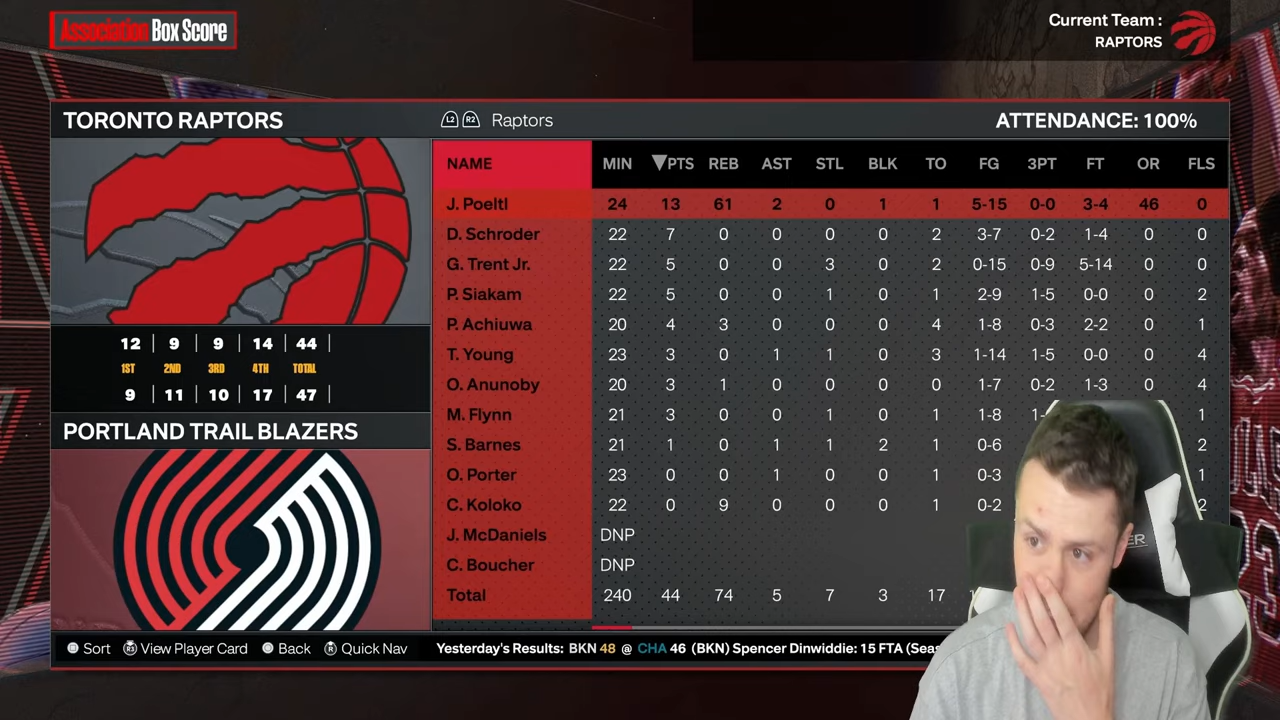 Association Box Score
Current Team :
RAPTORS
TORONTO RAPTORS
L2 R2 Raptors
ATTENDANCE: 100%
NAME MIN PTS REB AST STL BLK TO FG 3PT FT OR FLS
J. Poeltl 24 13 61 2 0 1 1 5-15 0-0 3-4 46 0
D. Schroder 22 7 0 0 0 0 2 3-7 0-2 1-4 0 0
G. Trent Jr. 22 5 0 0 3 0 2 0-15 0-9 5-14 0 0
P. Siakam 22 5 0 0 1 0 1 2-9 1-5 0-0 0 2
P. Achiuwa 20 4 3 0 0 0 4 1-8 0-3 2-2 0 1
T. Young 23 3 0 1 1 0 3 1-14 1-5 0-0 0 4
O. Anunoby 20 3 1 0 0 0 0 1-7 0-2 1-3 0 4
M. Flynn 21 3 0 0 1 0 1 1-8 1- 1
S. Barnes 21 1 0 1 1 2 1 0-6 2
O. Porter 23 0 0 1 0 0 1 0-3 1
C. Koloko 22 0 9 0 0 0 1 0-2 2
J. McDaniels DNP
C. Boucher DNP
Total 240 44 74 5 7 3 17
12 9 9 14 44
1ST 2ND 3RD 4TH TOTAL
9 11 10 17 47
PORTLAND TRAIL BLAZERS
Sort R3 View Player Card Back R Quick Nav
Yesterday's Results: BKN 48 @ CHA 46 (BKN) Spencer Dinwiddie: 15 FTA (Seas